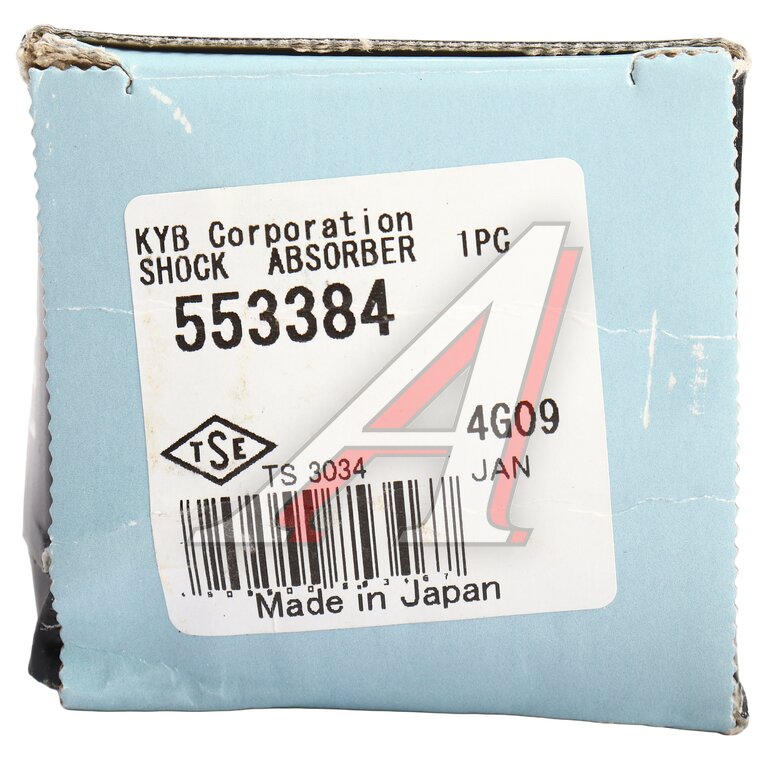 KYB Corporation
SHOCK ABSORBER 1PC
553384
TSE
4G09
TS 3034
JAN
Made in Japan